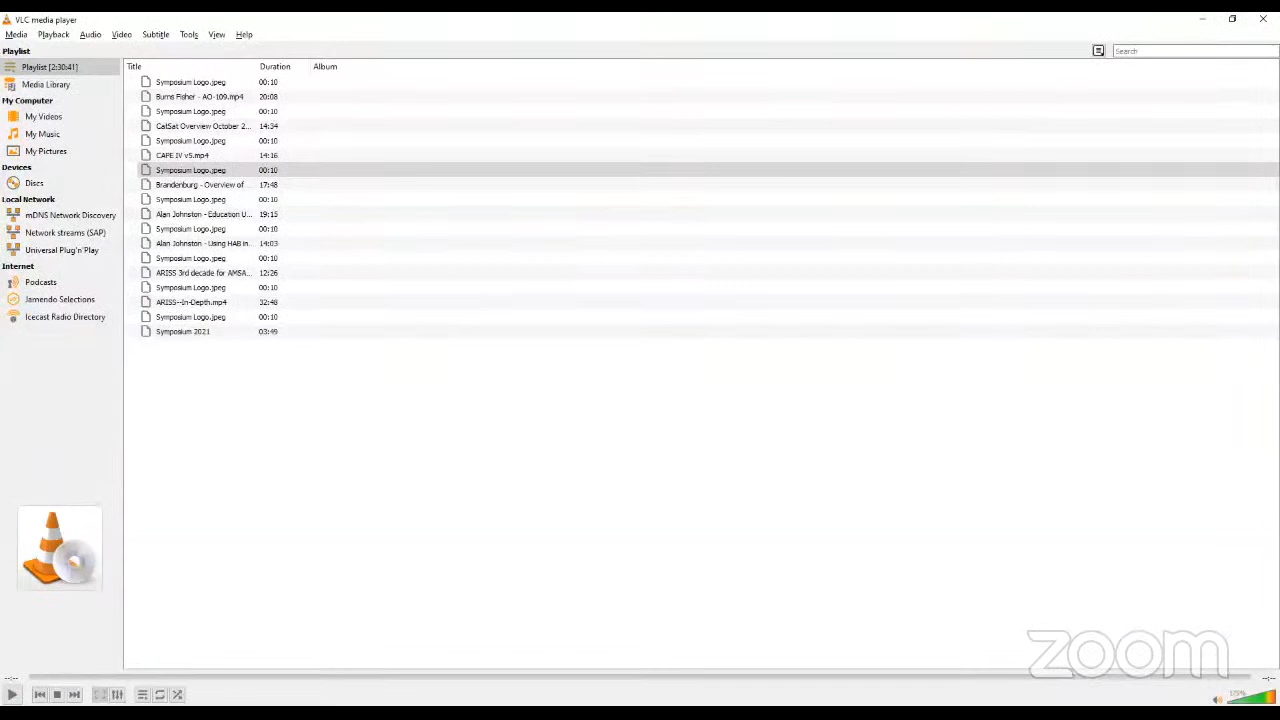 VLC media player
Media Playback Audio Video Subtitle Tools View Help
Playlist
Search
Playlist [2:30:41]
Media Library
My Computer
My Videos
My Music
My Pictures
Devices
Discs
Local Network
mDNS Network Discovery
Network streams (SAP)
Universal Plug'n'Play
Internet
Podcasts
Jamendo Selections
Icecast Radio Directory
Title Duration Album
Symposium Logo.jpeg 00:10
Burns Fisher - AO-109.mp4 20:08
Symposium Logo.jpeg 00:10
CatSat Overview October 2... 14:34
Symposium Logo.jpeg 00:10
CAPE IV v5.mp4 14:16
Symposium Logo.jpeg 00:10
Brandenburg - Overview of ... 17:48
Symposium Logo.jpeg 00:10
Alan Johnston - Education U... 19:15
Symposium Logo.jpeg 00:10
Alan Johnston - Using HAB in... 14:03
Symposium Logo.jpeg 00:10
ARISS 3rd decade for AMSA... 12:26
Symposium Logo.jpeg 00:10
ARISS--In-Depth.mp4 32:48
Symposium Logo.jpeg 00:10
Symposium 2021 03:49
zoom
--:-- --:--